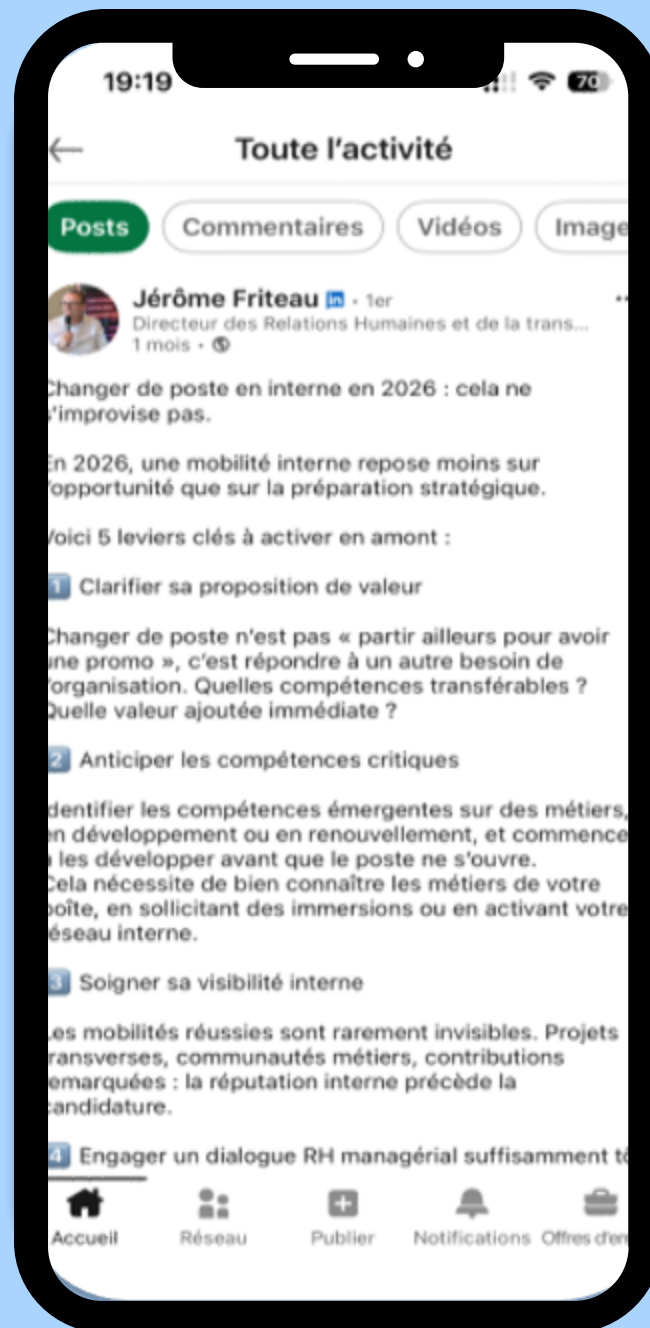 19:19
70
Toute l'activité
Posts
Commentaires
Vidéos
Image
Jérôme Friteau in • 1er
Directeur des Relations Humaines et de la trans...
1 mois •
Changer de poste en interne en 2026 : cela ne
s'improvise pas.
En 2026, une mobilité interne repose moins sur
l'opportunité que sur la préparation stratégique.
Voici 5 leviers clés à activer en amont :
1 Clarifier sa proposition de valeur
Changer de poste n'est pas « partir ailleurs pour avoir
une promo », c'est répondre à un autre besoin de
l'organisation. Quelles compétences transférables ?
Quelle valeur ajoutée immédiate ?
2 Anticiper les compétences critiques
Identifier les compétences émergentes sur des métiers,
en développement ou en renouvellement, et commence
à les développer avant que le poste ne s'ouvre.
Cela nécessite de bien connaître les métiers de votre
boîte, en sollicitant des immersions ou en activant votre
réseau interne.
3 Soigner sa visibilité interne
Les mobilités réussies sont rarement invisibles. Projets
transverses, communautés métiers, contributions
remarquées : la réputation interne précède la
candidature.
4 Engager un dialogue RH managérial suffisamment tô
Accueil
Réseau
Publier
Notifications
Offres d'em